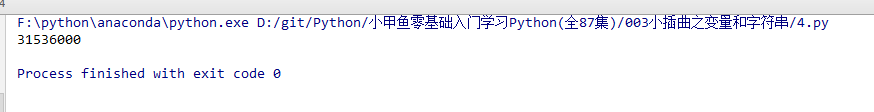 F:\python\anaconda\python.exe D:/git/Python/小甲鱼零基础入门学习Python(全87集)/003小插曲之变量和字符串/4.py
31536000
Process finished with exit code 0